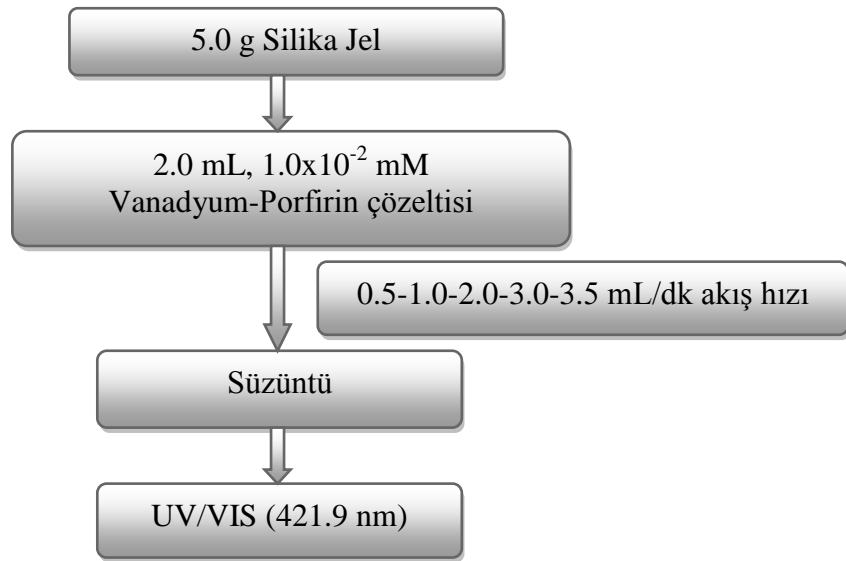 5.0 g Silika Jel
2.0 mL, 1.0x10⁻² mM
Vanadyum-Porfirin çözeltisi
0.5-1.0-2.0-3.0-3.5 mL/dk akış hızı
Süzüntü
UV/VIS (421.9 nm)